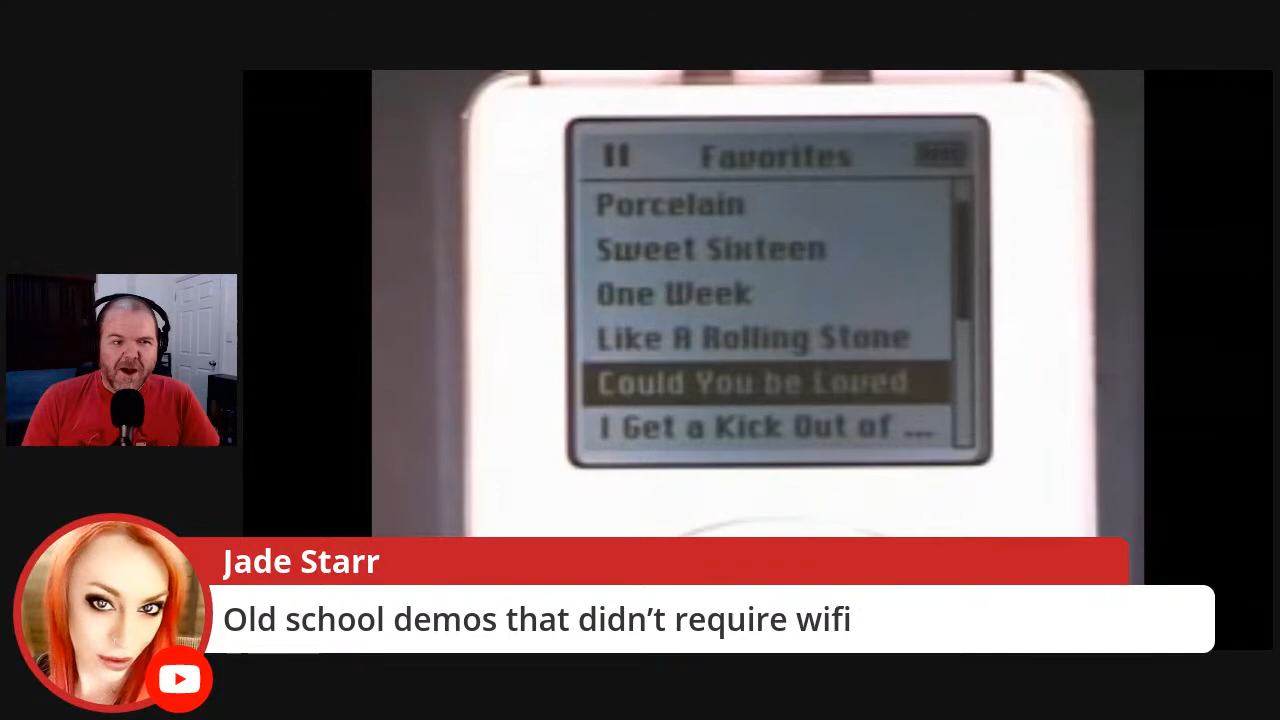 Favorites
Porcelain
Sweet Sixteen
One Week
Like A Rolling Stone
Could You be Loved
I Get a Kick Out of ...
Jade Starr
Old school demos that didn’t require wifi